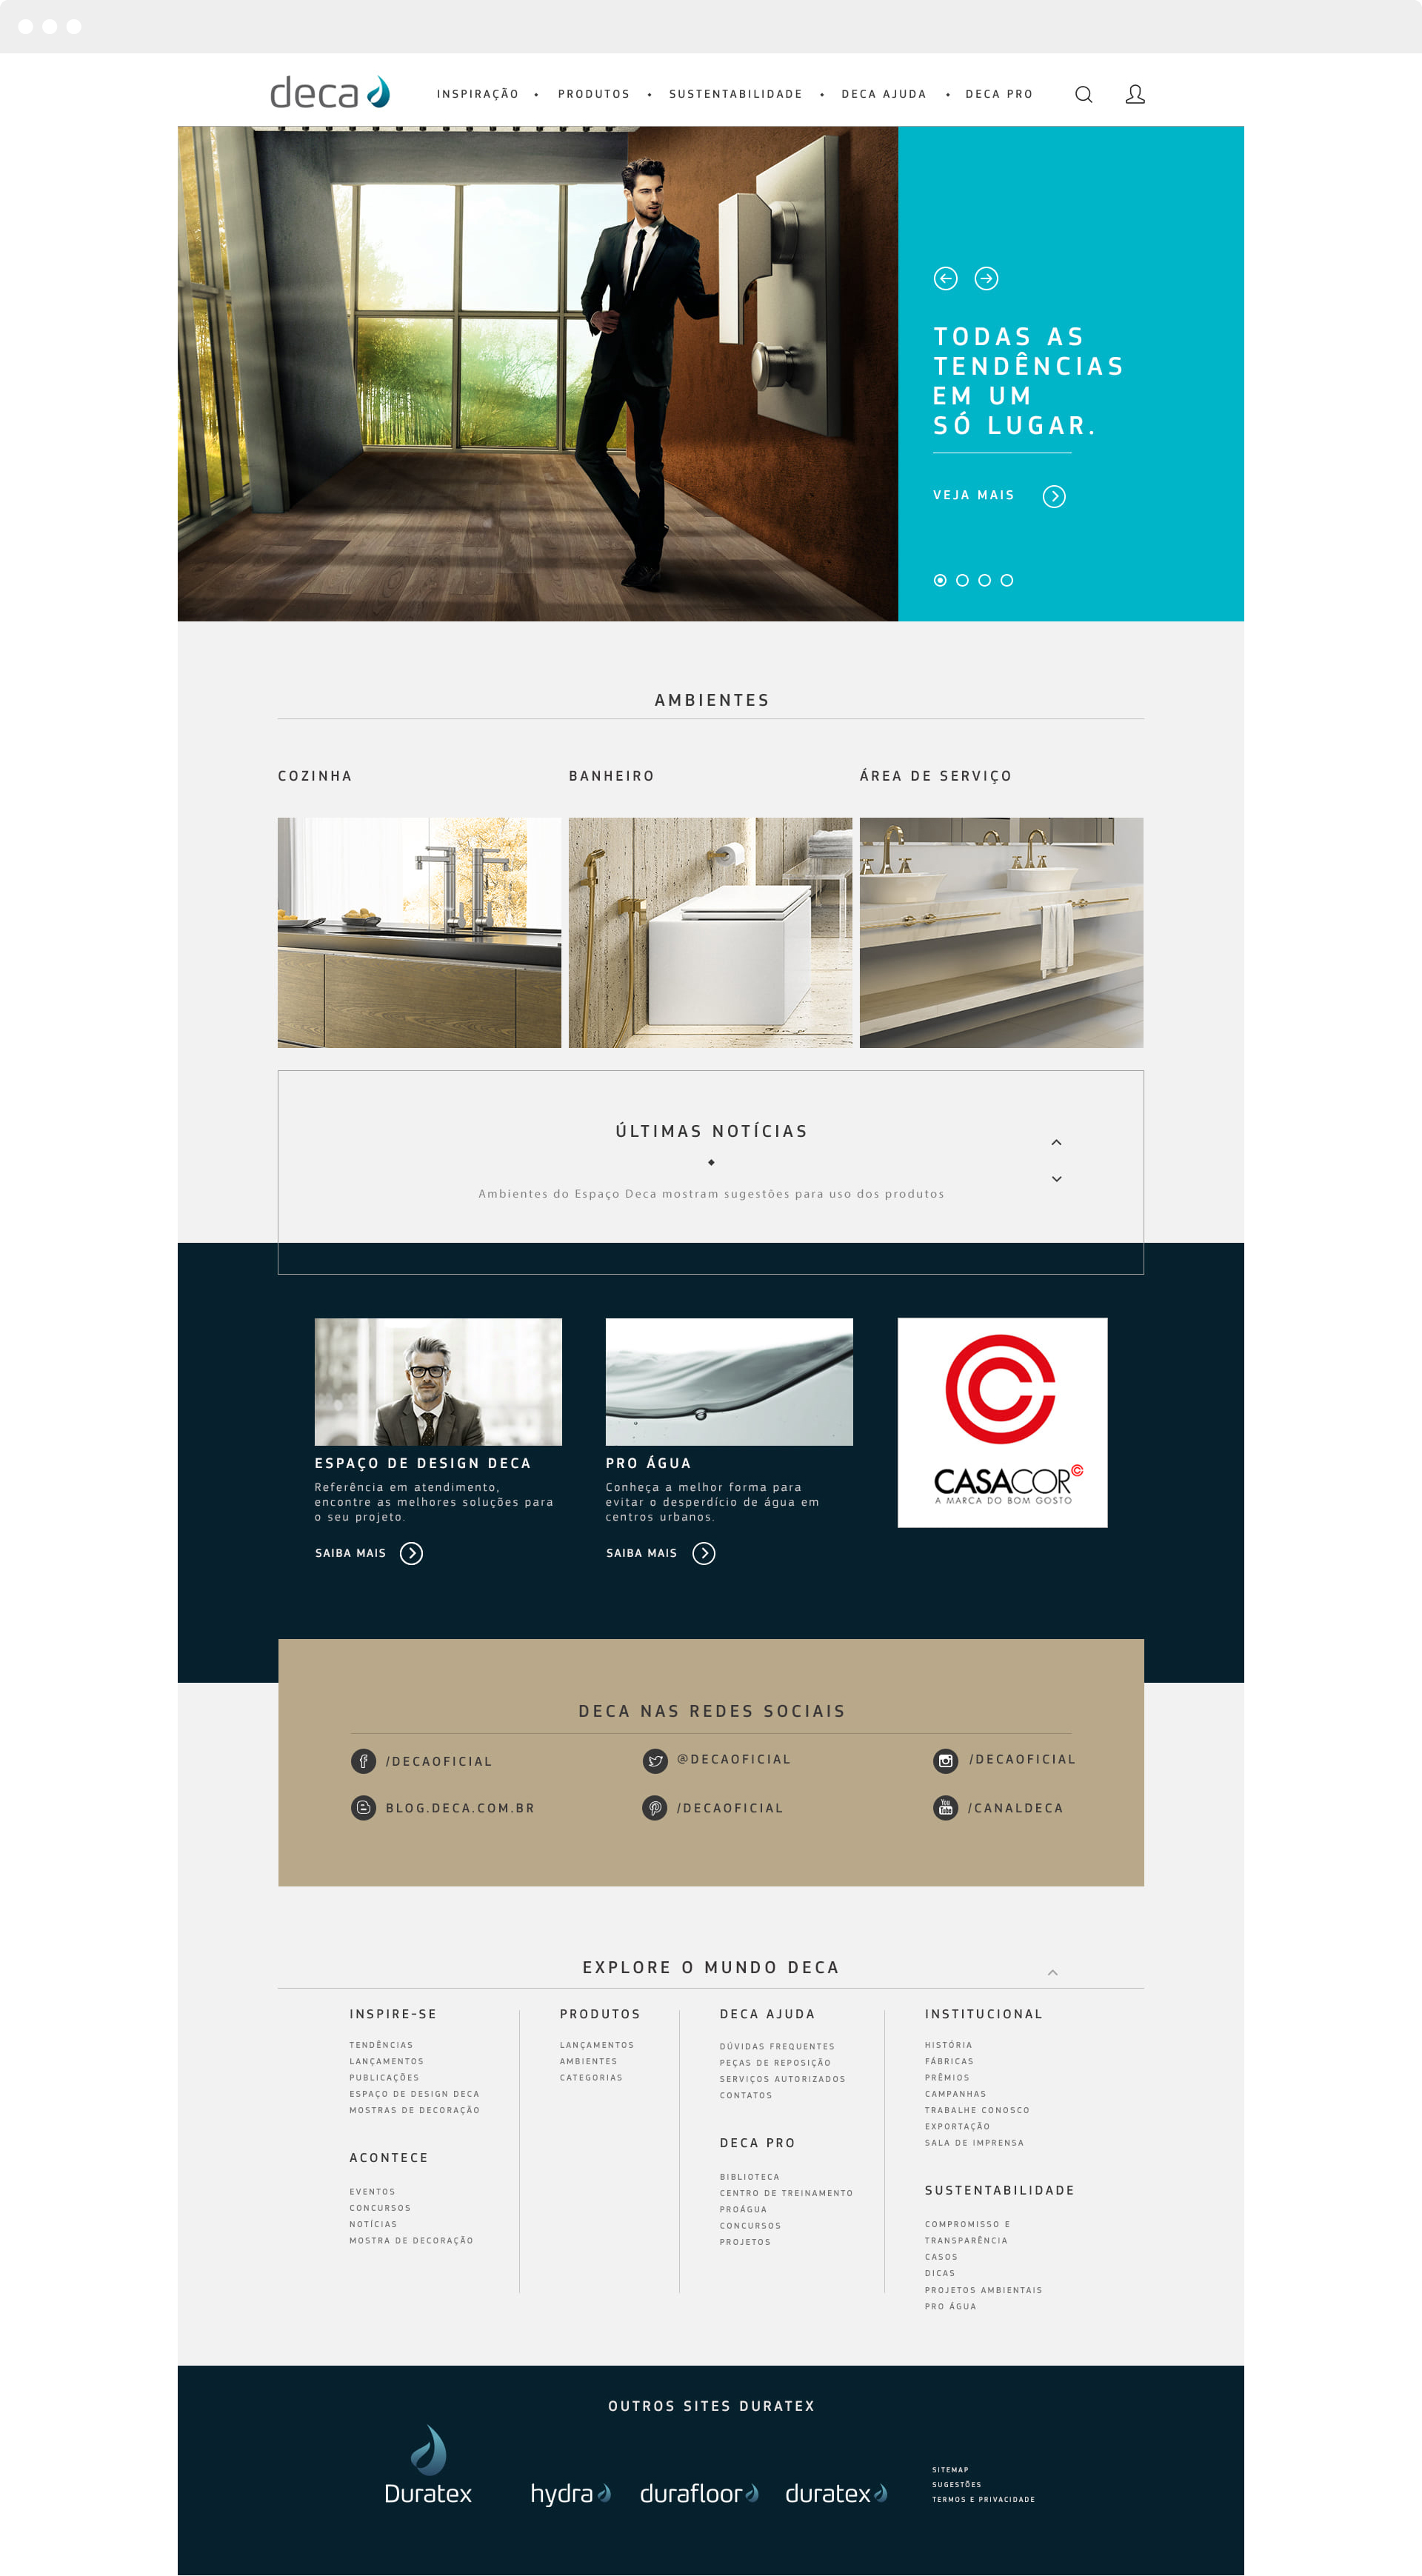 deca
INSPIRAÇÃO • PRODUTOS • SUSTENTABILIDADE • DECA AJUDA • DECA PRO
TODAS AS
TENDÊNCIAS
EM UM
SÓ LUGAR.
VEJA MAIS
AMBIENTES
COZINHA
BANHEIRO
ÁREA DE SERVIÇO
ÚLTIMAS NOTÍCIAS
Ambientes do Espaço Deca mostram sugestões para uso dos produtos
ESPAÇO DE DESIGN DECA
Referência em atendimento,
encontre as melhores soluções para
o seu projeto.
SAIBA MAIS
PRO ÁGUA
Conheça a melhor forma para
evitar o desperdício de água em
centros urbanos.
SAIBA MAIS
CASACOR
A MARCA DO BOM GOSTO
DECA NAS REDES SOCIAIS
/DECAOFICIAL
@DECAOFICIAL
/DECAOFICIAL
BLOG.DECA.COM.BR
/DECAOFICIAL
You
Tube
/CANALDECA
EXPLORE O MUNDO DECA
INSPIRE-SE
TENDÊNCIAS
LANÇAMENTOS
PUBLICAÇÕES
ESPAÇO DE DESIGN DECA
MOSTRAS DE DECORAÇÃO
ACONTECE
EVENTOS
CONCURSOS
NOTÍCIAS
MOSTRA DE DECORAÇÃO
PRODUTOS
LANÇAMENTOS
AMBIENTES
CATEGORIAS
DECA AJUDA
DÚVIDAS FREQUENTES
PEÇAS DE REPOSIÇÃO
SERVIÇOS AUTORIZADOS
CONTATOS
DECA PRO
BIBLIOTECA
CENTRO DE TREINAMENTO
PROÁGUA
CONCURSOS
PROJETOS
INSTITUCIONAL
HISTÓRIA
FÁBRICAS
PRÊMIOS
CAMPANHAS
TRABALHE CONOSCO
EXPORTAÇÃO
SALA DE IMPRENSA
SUSTENTABILIDADE
COMPROMISSO E
TRANSPARÊNCIA
CASOS
DICAS
PROJETOS AMBIENTAIS
PRO ÁGUA
OUTROS SITES DURATEX
Duratex
hydra
durafloor
duratex
SITEMAP
SUGESTÕES
TERMOS E PRIVACIDADE